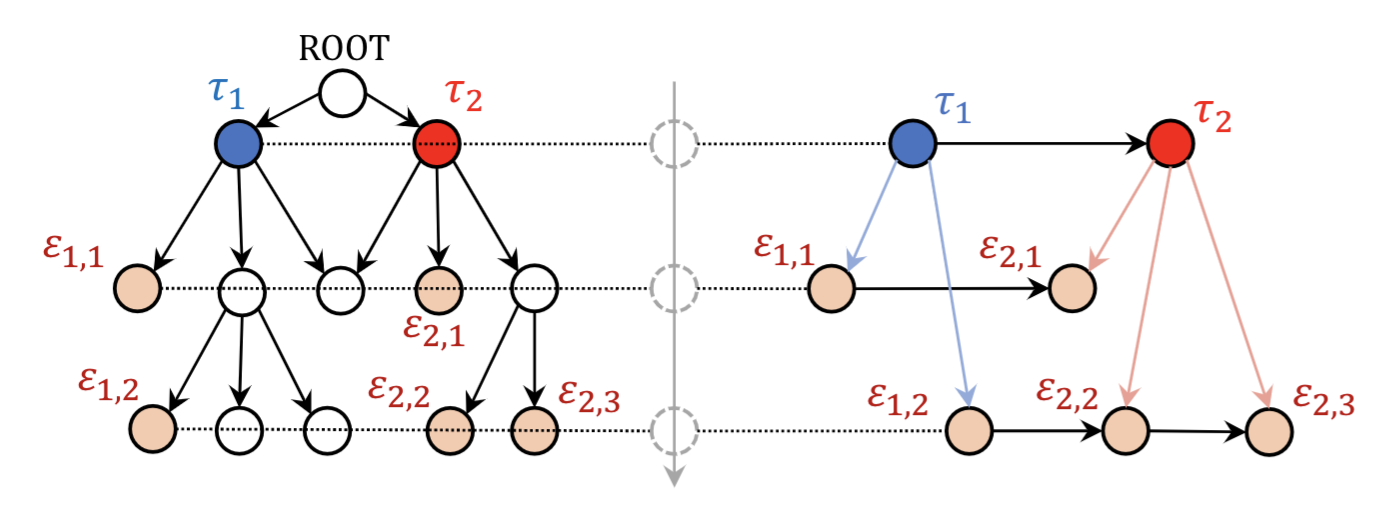 ROOT
τ₁ τ₂ τ₁ τ₂
ε₁,₁ ε₂,₁ ε₁,₁ ε₂,₁
ε₁,₂ ε₂,₂ ε₂,₃ ε₁,₂ ε₂,₂ ε₂,₃